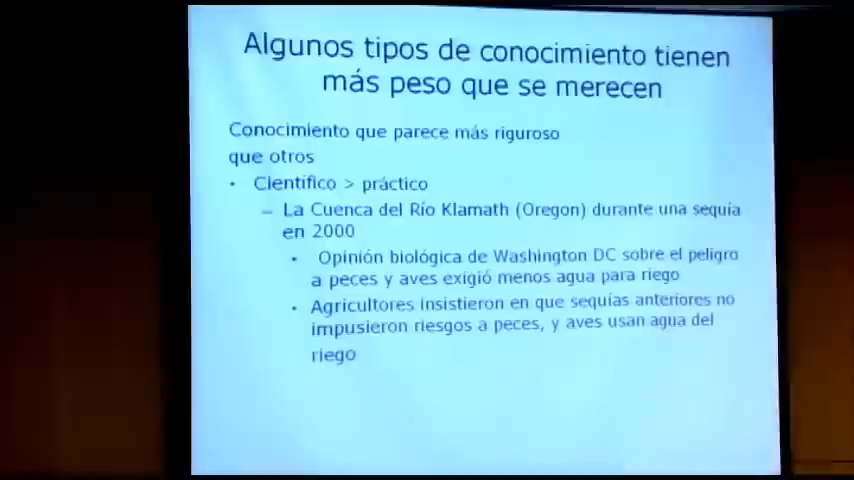 Algunos tipos de conocimiento tienen
más peso que se merecen
Conocimiento que parece más riguroso
que otros
• Científico > práctico
– La Cuenca del Río Klamath (Oregon) durante una sequía
en 2000
• Opinión biológica de Washington DC sobre el peligro
a peces y aves exigió menos agua para riego
• Agricultores insistieron en que sequías anteriores no
impusieron riesgos a peces, y aves usan agua del
riego